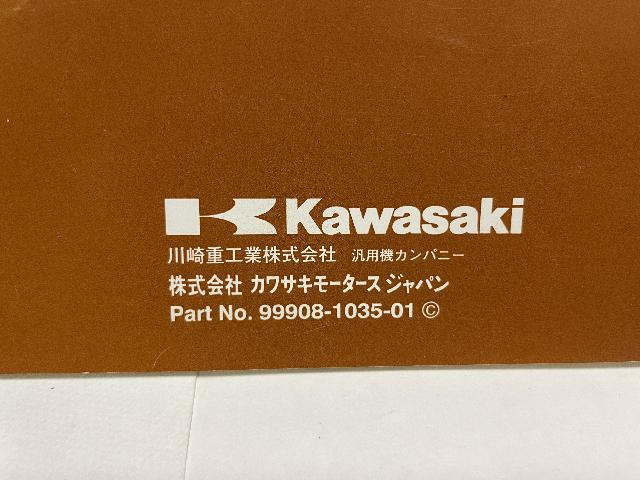 Kawasaki
川崎重工業株式会社 汎用機カンパニー
株式会社 カワサキモータースジャパン
Part No. 99908-1035-01 ©